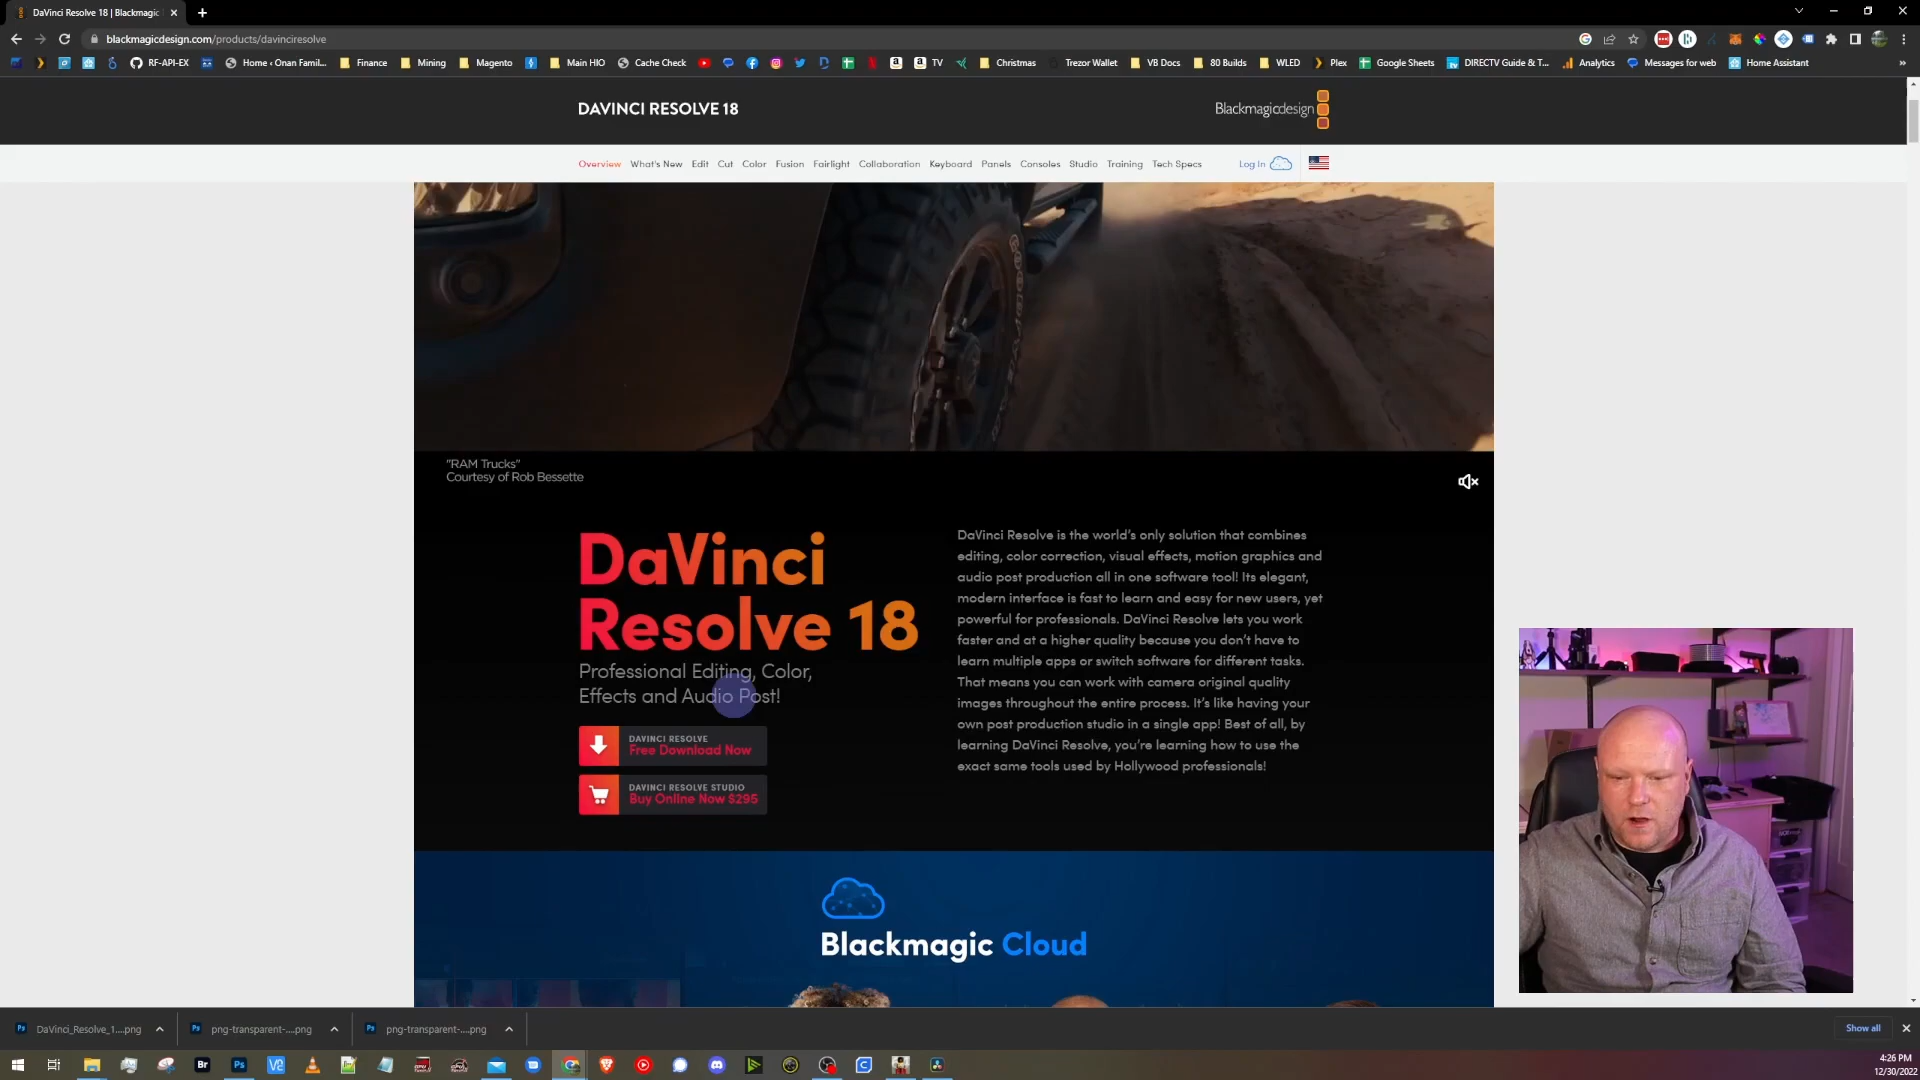 DaVinci Resolve 18 | Blackmagic
blackmagicdesign.com/products/davinciresolve
RF-API-EX
Home ‹ Onan Famil...
Finance
Mining
Magento
Main HIO
Cache Check
TV
Christmas
Trezor Wallet
VB Docs
80 Builds
WLED
Plex
Google Sheets
DIRECTV Guide & T...
Analytics
Messages for web
Home Assistant
DAVINCI RESOLVE 18
Blackmagicdesign
Overview What's New Edit Cut Color Fusion Fairlight Collaboration Keyboard Panels Consoles Studio Training Tech Specs Log In
"RAM Trucks"
Courtesy of Rob Bessette
DaVinci
Resolve 18
Professional Editing, Color,
Effects and Audio Post!
DAVINCI RESOLVE
Free Download Now
DAVINCI RESOLVE STUDIO
Buy Online Now $295
DaVinci Resolve is the world's only solution that combines
editing, color correction, visual effects, motion graphics and
audio post production all in one software tool! Its elegant,
modern interface is fast to learn and easy for new users, yet
powerful for professionals. DaVinci Resolve lets you work
faster and at a higher quality because you don't have to
learn multiple apps or switch software for different tasks.
That means you can work with camera original quality
images throughout the entire process. It's like having your
own post production studio in a single app! Best of all, by
learning DaVinci Resolve, you're learning how to use the
exact same tools used by Hollywood professionals!
Blackmagic Cloud
DaVinci_Resolve_1....png
png-transparent-....png
png-transparent-....png
Show all
4:26 PM
12/30/2022